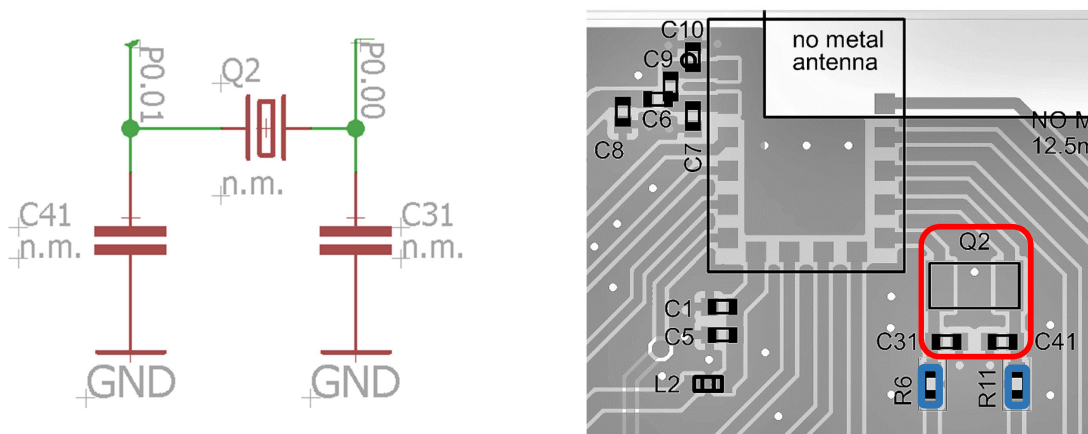 P0.01
Q2
P0.00
n.m.
C41
n.m.
C31
n.m.
GND
GND
C10
C9
C6
C8
C7
no metal
antenna
NO M
12.5m
Q2
C1
C5
C31
C41
L2
R6
R11